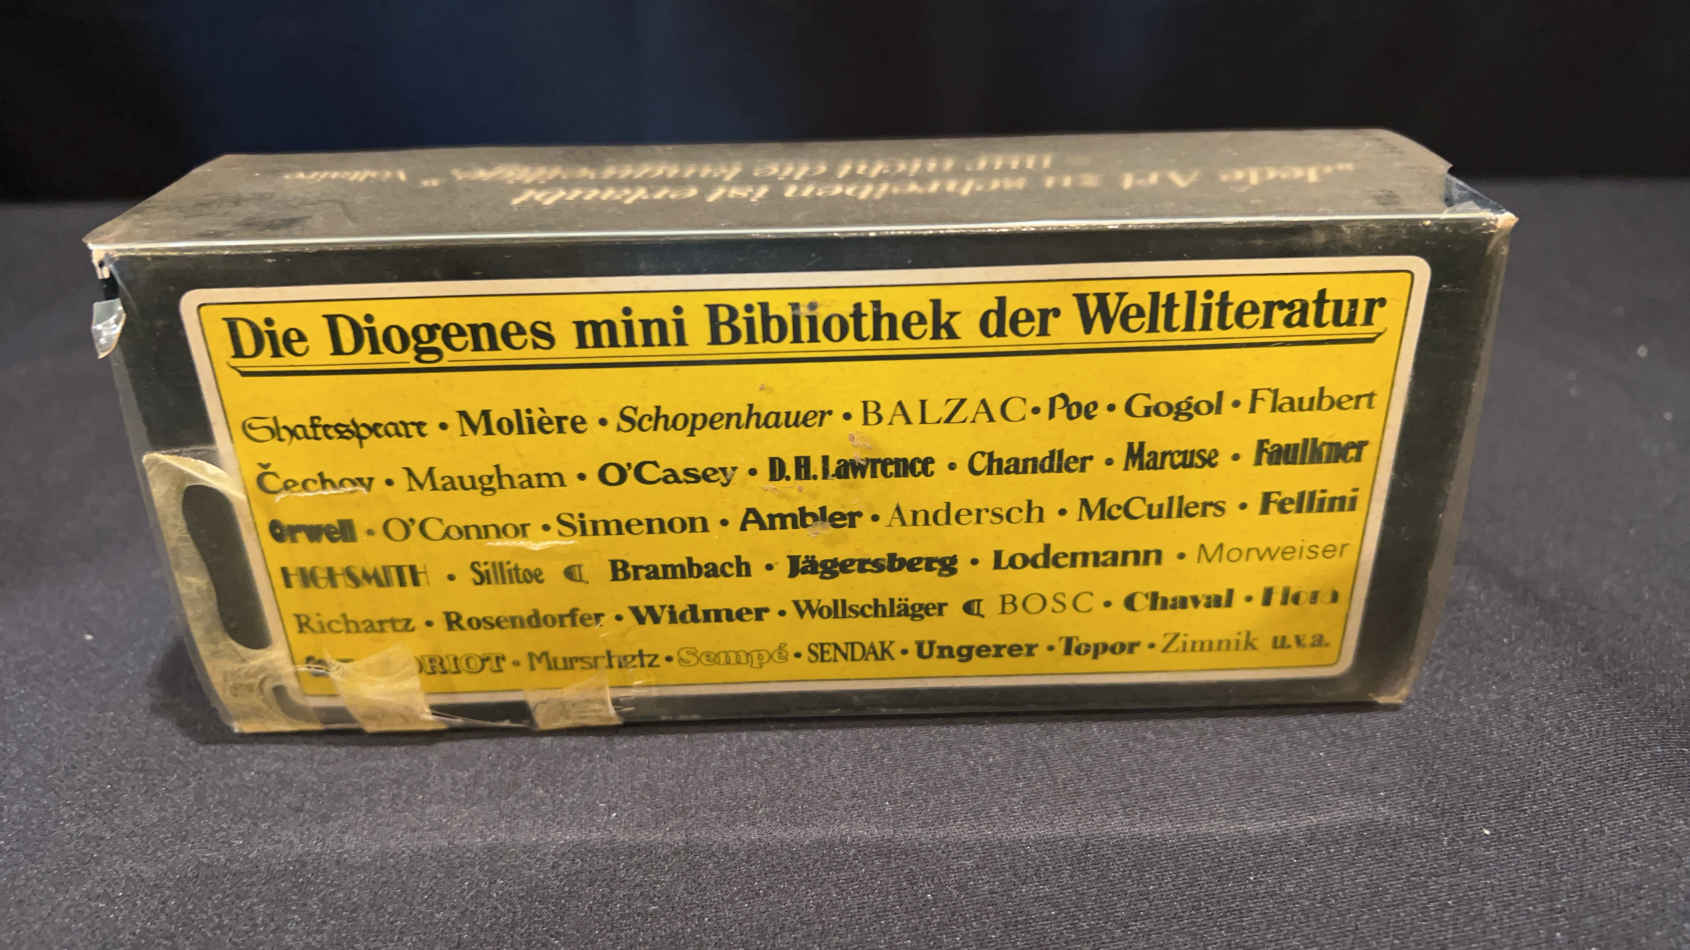 „Jede Art zu schreiben ist erlaubt
– nur nicht die langweilige“ Voltaire
Die Diogenes mini Bibliothek der Weltliteratur
Shakespeare • Molière • Schopenhauer • BALZAC • Poe • Gogol • Flaubert
Čechov • Maugham • O'Casey • D.H. Lawrence • Chandler • Marcuse • Faulkner
Orwell • O'Connor • Simenon • Ambler • Andersch • McCullers • Fellini
HIGHSMITH • Sillitoe ⁋ Brambach • Jägersberg • Lodemann • Morweiser
Richartz • Rosendorfer • Widmer • Wollschläger ⁋ BOSC • Chaval • Flora
LORIOT • Murschetz • Sempé • SENDAK • Ungerer • Topor • Zimnik u.v.a.